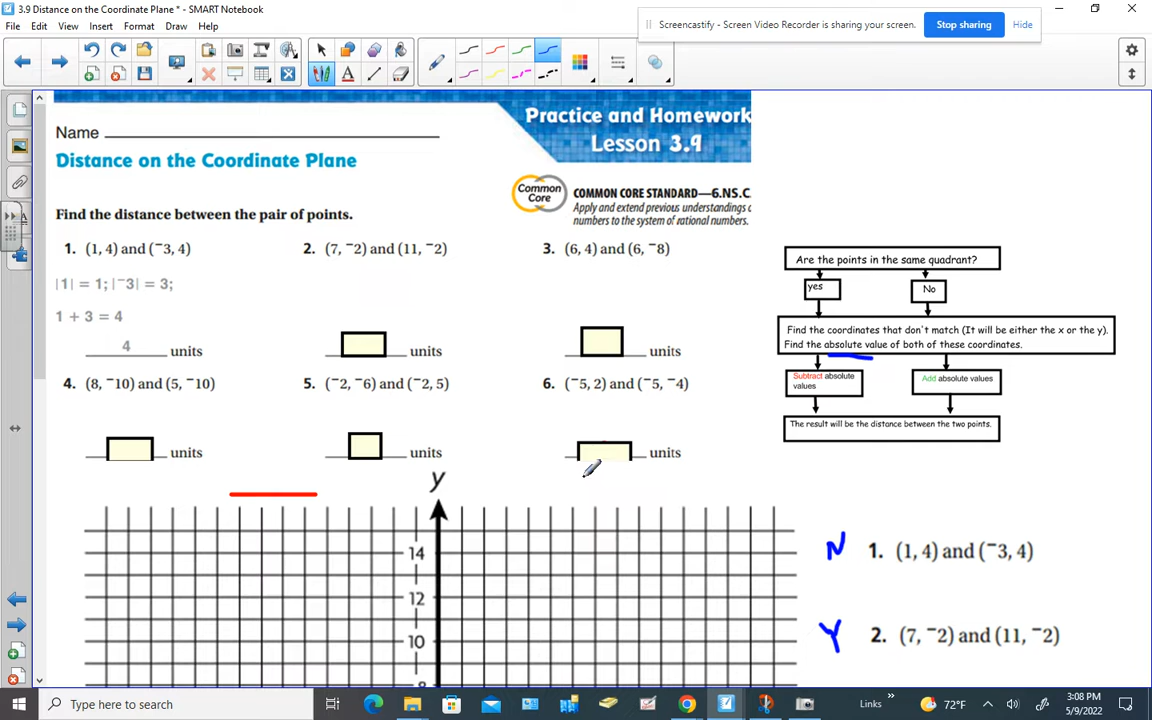 3.9 Distance on the Coordinate Plane * - SMART Notebook
Screencastify - Screen Video Recorder is sharing your screen.
Stop sharing
Hide
File Edit View Insert Format Draw Help
Name
Practice and Homework
Lesson 3.9
Distance on the Coordinate Plane
Common Core
COMMON CORE STANDARD—6.NS.C.
Apply and extend previous understandings
numbers to the system of rational numbers.
Find the distance between the pair of points.
1. (1, 4) and (⁻3, 4)
2. (7, ⁻2) and (11, ⁻2)
3. (6, 4) and (6, ⁻8)
|1| = 1; |⁻3| = 3;
1 + 3 = 4
4 units
units
units
4. (8, ⁻10) and (5, ⁻10)
5. (⁻2, ⁻6) and (⁻2, 5)
6. (⁻5, 2) and (⁻5, ⁻4)
units
units
units
Are the points in the same quadrant?
yes
No
Find the coordinates that don't match (It will be either the x or the y).
Find the absolute value of both of these coordinates.
Subtract absolute
values
Add absolute values
The result will be the distance between the two points.
y
14
12
10
8
N 1. (1, 4) and (⁻3, 4)
Y 2. (7, ⁻2) and (11, ⁻2)
Type here to search
Links
72°F
3:08 PM
5/9/2022